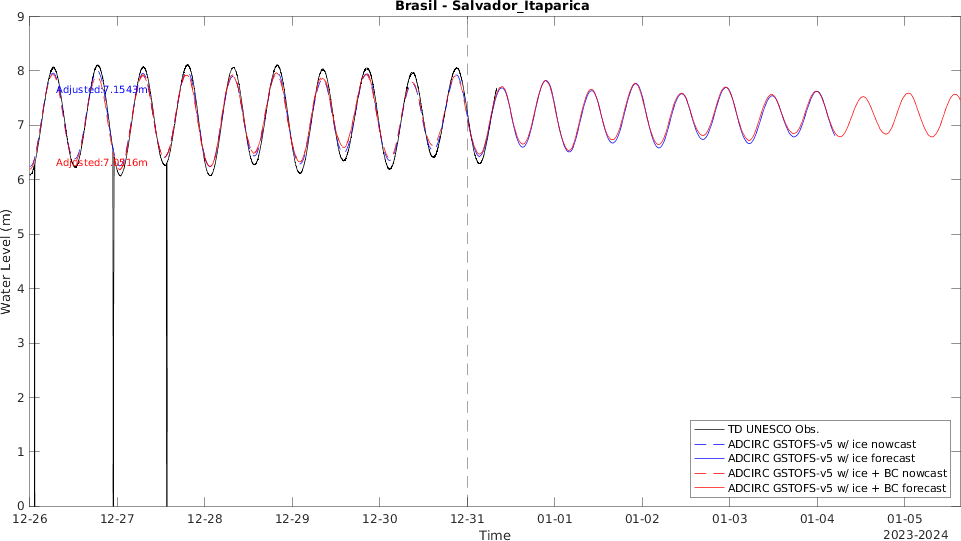 Brasil - Salvador_Itaparica
9
8
7
6
5
4
3
2
1
0
Water Level (m)
Adjusted:7.1543m
Adjusted:7.0516m
TD UNESCO Obs.
ADCIRC GSTOFS-v5 w/ ice nowcast
ADCIRC GSTOFS-v5 w/ ice forecast
ADCIRC GSTOFS-v5 w/ ice + BC nowcast
ADCIRC GSTOFS-v5 w/ ice + BC forecast
12-26 12-27 12-28 12-29 12-30 12-31 01-01 01-02 01-03 01-04 01-05
Time
2023-2024